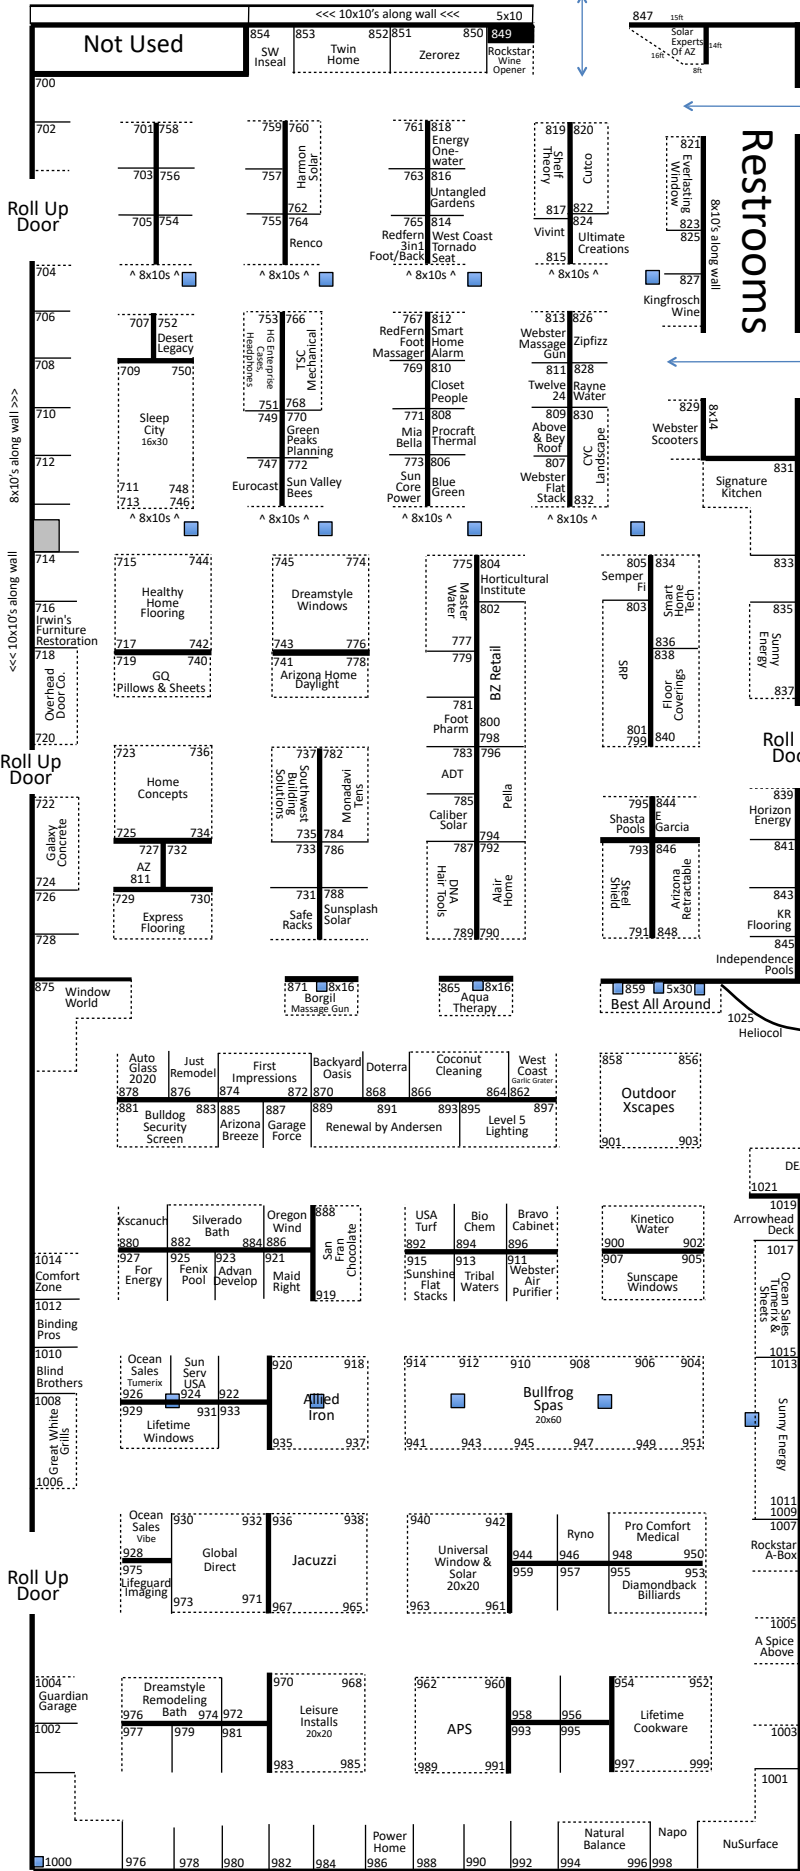 <<< 10x10's along wall <<<
5x10
Not Used
854 853 852 851 850 849
SW
Inseal
Twin
Home
Zerorez
Rockstar
Wine
Opener
847
15ft
Solar
Experts
Of AZ
14ft
16ft
8ft
700
702
Roll Up
Door
704
706
708
710
712
8x10's along wall >>>
701 758
703 756
705 754
759 760
757
Harmon
Solar
762
755 764
Renco
761 818
Energy
One-
water
763 816
Untangled
Gardens
765 814
Redfern
3in1
Foot/Back
West Coast
Tornado
Seat
819 820
Shelf
Theory
Cutco
817 822
824
Vivint
Ultimate
Creations
815
821
Everlasting
Window
823
825
827
Kingfrosch
Wine
8x10's along wall
Restrooms
^ 8x10s ^
^ 8x10s ^
^ 8x10s ^
^ 8x10s ^
707 752
Desert
Legacy
709 750
Sleep
City
16x30
711 748
713 746
753 766
HG Enterprise
Cases,
Headphones
TSC
Mechanical
751 768
749 770
Green
Peaks
Planning
747 772
Eurocast
Sun Valley
Bees
767 812
RedFern
Foot
Massager
Smart
Home
Alarm
769 810
Closet
People
771 808
Mia
Bella
Procraft
Thermal
773 806
Sun
Core
Power
Blue
Green
813 826
Webster
Massage
Gun
Zipfizz
811 828
Twelve
24
Rayne
Water
809 830
Above
& Bey
Roof
CYC
Landscape
807
Webster
Flat
Stack
832
829
Webster
Scooters
8x14
831
Signature
Kitchen
^ 8x10s ^
^ 8x10s ^
^ 8x10s ^
^ 8x10s ^
<<< 10x10's along wall
714
716
Irwin's
Furniture
Restoration
718
Overhead
Door Co.
720
715 744
Healthy
Home
Flooring
717 742
719 740
GQ
Pillows & Sheets
745 774
Dreamstyle
Windows
743 776
741 778
Arizona Home
Daylight
775 804
Master
Water
Horticultural
Institute
802
777
779
BZ Retail
781
Foot
Pharm
800
798
783 796
ADT
Pella
785
Caliber
Solar
794
787 792
DNA
Hair Tools
Alair
Home
789 790
805 834
Semper
Fi
Smart
Home
Tech
803
836
838
SRP
Floor
Coverings
801
799 840
833
835
Sunny
Energy
837
Roll Up
Door
722
Galaxy
Concrete
724
726
728
723 736
Home
Concepts
725 734
727 732
AZ
811
729 730
Express
Flooring
737 782
Southwest
Building
Solutions
Monadavi
Tens
735 784
733 786
731 788
Safe
Racks
Sunsplash
Solar
795 844
Shasta
Pools
E
Garcia
793 846
Steel
Shield
Arizona
Retractable
791 848
Roll
839
Horizon
Energy
841
843
KR
Flooring
845
Independence
Pools
875
Window
World
871 8x16
Borgil
Massage Gun
865 8x16
Aqua
Therapy
859 5x30
Best All Around
1025
Heliocol
Auto
Glass
2020
878
Just
Remodel
876
First
Impressions
874 872
Backyard
Oasis
870
Doterra
868
Coconut
Cleaning
866 864
West
Coast
Garlic Grater
862
881 883
Bulldog
Security
Screen
885
Arizona
Breeze
887
Garage
Force
889 891 893
Renewal by Andersen
895 897
Level 5
Lighting
858 856
Outdoor
Xscapes
901 903
1021
1019
Arrowhead
Deck
1017
Ocean Sales
Tumerix &
Sheets
1015
1013
Sunny Energy
1011
1009
1007
Rockstar
A-Box
1005
A Spice
Above
1003
1001
Kscanuch
880
Silverado
Bath
882 884
Oregon
Wind
886
888
San
Fran
Chocolate
919
927
For
Energy
925
Fenix
Pool
923
Advan
Develop
921
Maid
Right
USA
Turf
892
Bio
Chem
894
Bravo
Cabinet
896
915
Sunshine
Flat
Stacks
913
Tribal
Waters
911
Webster
Air
Purifier
Kinetico
Water
900 902
907 905
Sunscape
Windows
1014
Comfort
Zone
1012
Binding
Pros
1010
Blind
Brothers
1008
Great White
Grills
1006
Ocean
Sales
Tumerix
926
Sun
Serv
USA
924 922
929 931 933
Lifetime
Windows
920 918
Allied
Iron
935 937
914 912 910 908 906 904
Bullfrog
Spas
20x60
941 943 945 947 949 951
Ocean
Sales
Vibe
928
975
Lifeguard
Imaging
930 932
Global
Direct
973 971
936 938
Jacuzzi
967 965
940 942
Universal
Window &
Solar
20x20
963 961
944
959
Ryno
946
957
Pro Comfort
Medical
948 950
955 953
Diamondback
Billiards
Roll Up
Door
1004
Guardian
Garage
1002
Dreamstyle
Remodeling
Bath
976 974 972
977 979 981
970 968
Leisure
Installs
20x20
983 985
962 960
APS
989 991
958 956
993 995
954 952
Lifetime
Cookware
997 999
1000
976 978 980 982 984
Power
Home
986 988 990 992
Natural
Balance
994 996
Napo
998
NuSurface